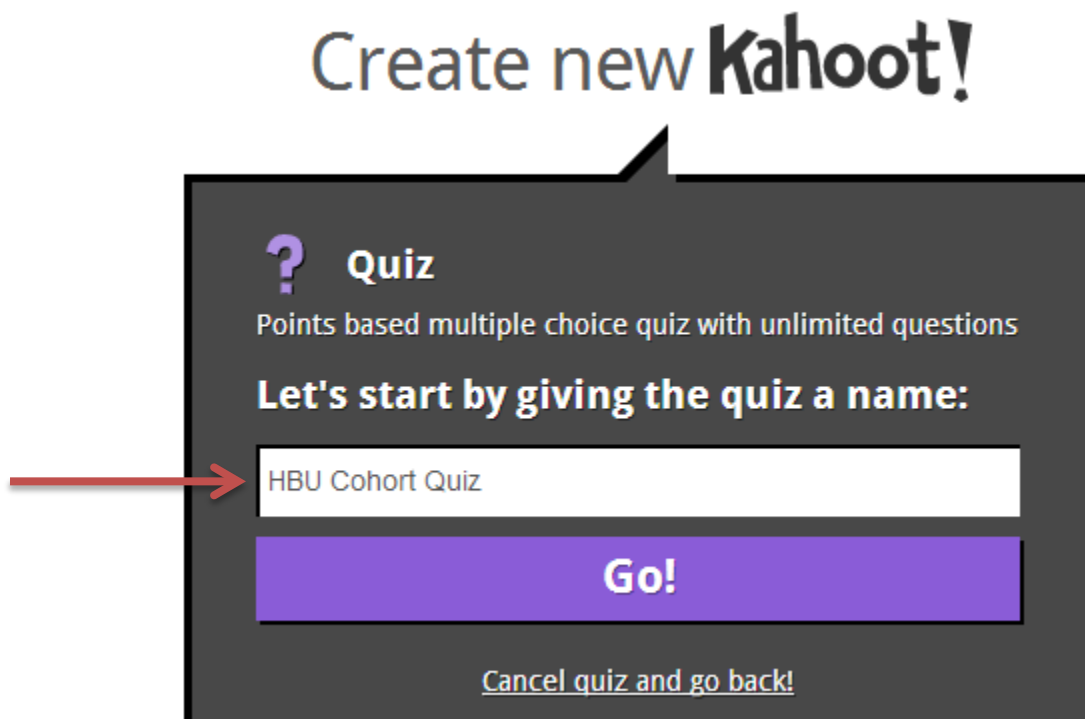 Create new Kahoot!
? Quiz
Points based multiple choice quiz with unlimited questions
Let's start by giving the quiz a name:
HBU Cohort Quiz
Go!
Cancel quiz and go back!